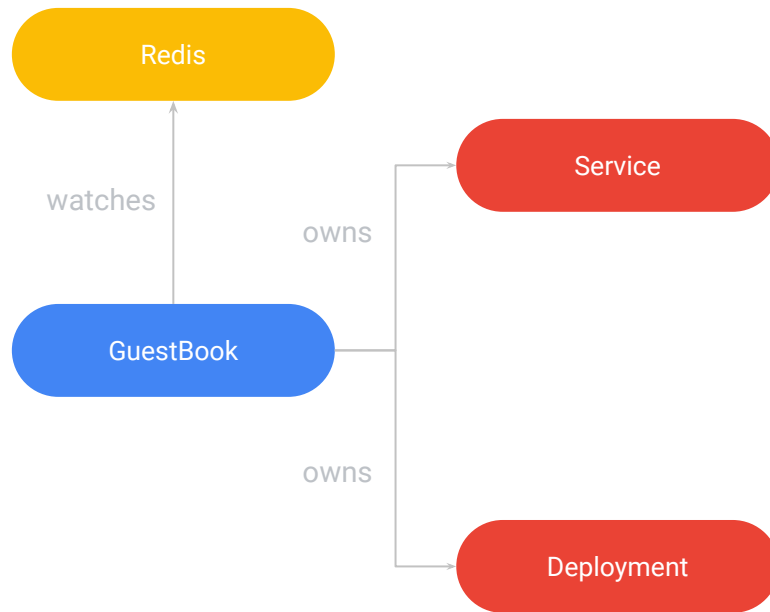 Redis
Service
watches
owns
GuestBook
owns
Deployment